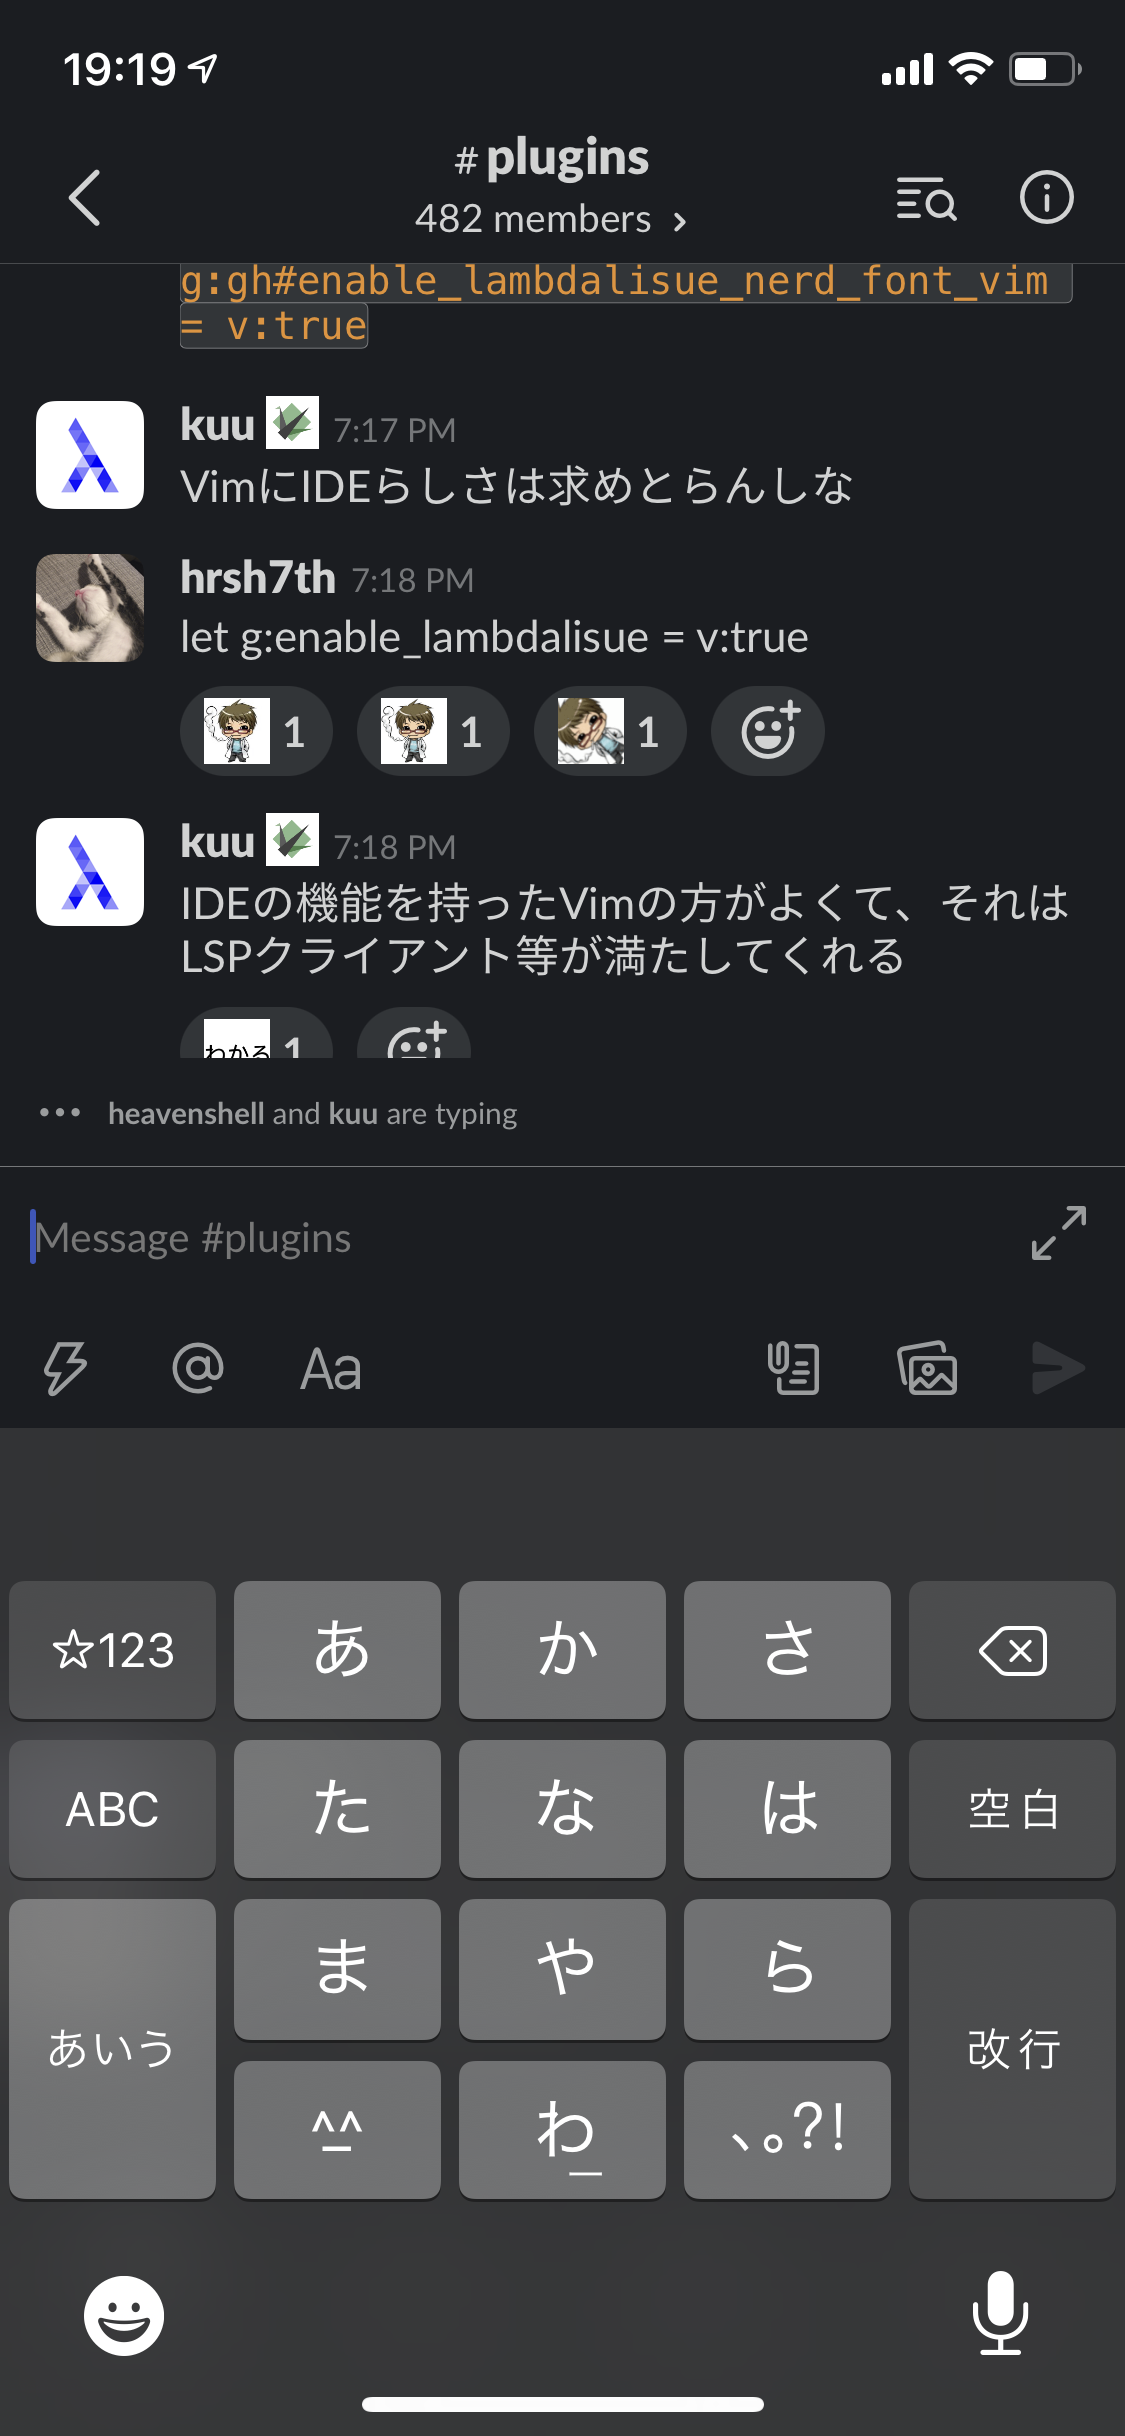 19:19
# plugins
482 members >
g:gh#enable_lambdalisue_nerd_font_vim
= v:true
kuu 7:17 PM
VimにIDEらしさは求めとらんしな
hrsh7th 7:18 PM
let g:enable_lambdalisue = v:true
1 1 1
kuu 7:18 PM
IDEの機能を持ったVimの方がよくて、それは
LSPクライアント等が満たしてくれる
わかる 1
••• heavenshell and kuu are typing
Message #plugins
@ Aa
☆123 あ か さ
ABC た な は 空白
ま や ら
あいう 改行
^_^ わ_ 、。?!